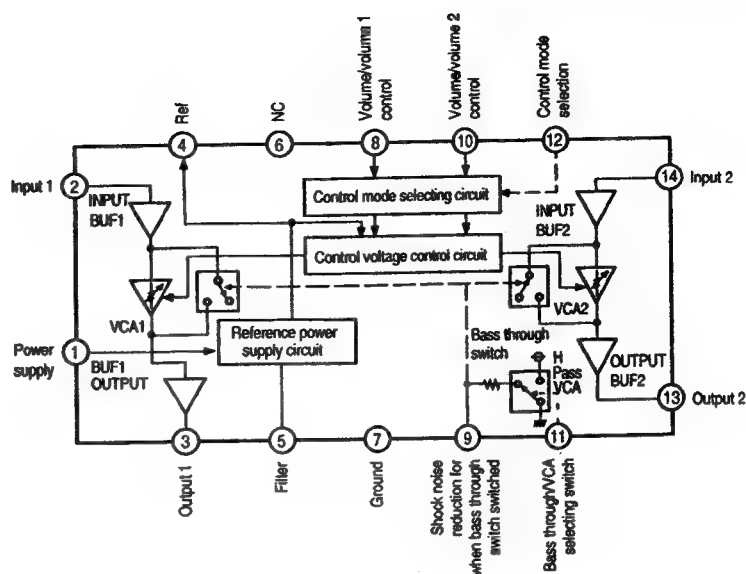 Ref
NC
Volume/volume 1
control
Volume/volume 2
control
Control mode
selection
4
6
8
10
12
Input 1
2
14
Input 2
INPUT
BUF1
Control mode selecting circuit
INPUT
BUF2
Control voltage control circuit
VCA1
VCA2
Power
supply
1
Reference power
supply circuit
Bass through
switch
BUF1
OUTPUT
H
Pass
VCA
OUTPUT
BUF2
13
Output 2
3
5
7
9
11
Output 1
Filler
Ground
Shock noise
reduction for
when bass through
switch switched
Bass through/VCA
selecting switch